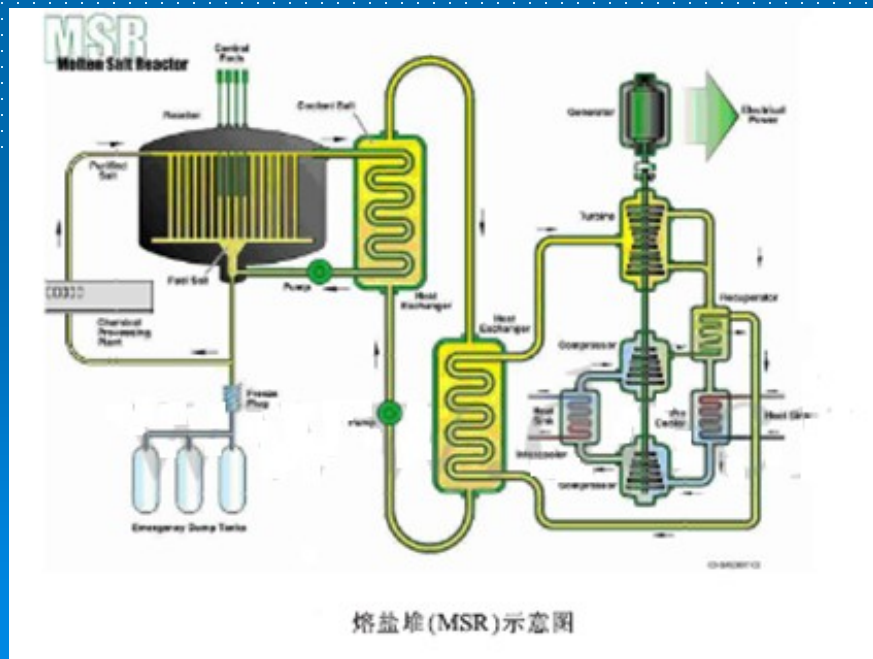 MSR
Molten Salt Reactor
Control
Rods
Reactor
Coolant Salt
Generator
Electrical
Power
Purified
Salt
Turbine
Fuel Salt
Pump
Heat
Exchanger
Recuperator
Chemical
Processing
Plant
Heat
Exchanger
Compressor
Freeze
Plug
Pump
Heat
Sink
Pre
Cooler
Heat Sink
Intercooler
Compressor
Emergency Dump Tanks
熔盐堆(MSR)示意图